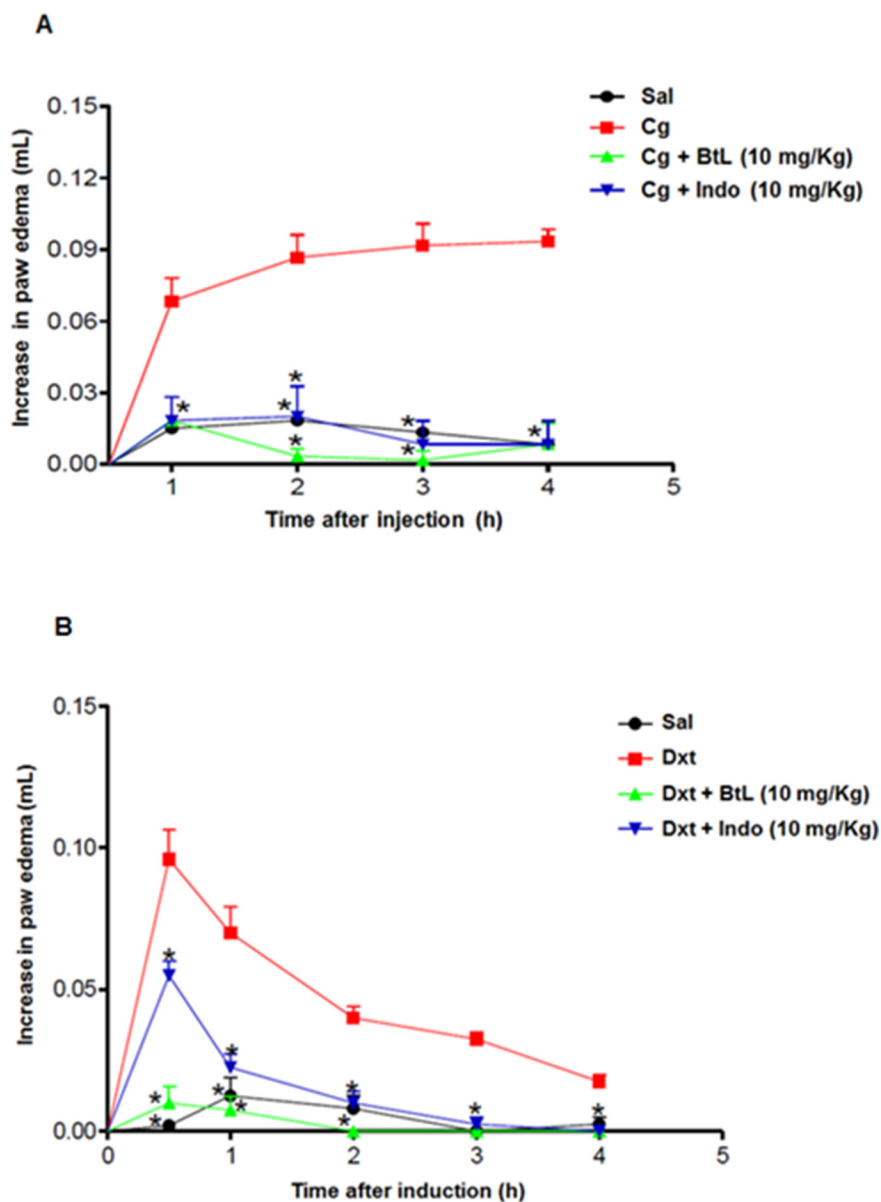 A
Increase in paw edema (mL)
0.15
0.12
0.09
0.06
0.03
0.00
Sal
Cg
Cg + BtL (10 mg/Kg)
Cg + Indo (10 mg/Kg)
*
*
*
*
*
*
*
1
2
3
4
5
Time after injection (h)
B
Increase in paw edema (mL)
0.15
0.10
0.05
0.00
Sal
Dxt
Dxt + BtL (10 mg/Kg)
Dxt + Indo (10 mg/Kg)
*
*
*
*
*
*
*
*
*
*
0
1
2
3
4
5
Time after induction (h)